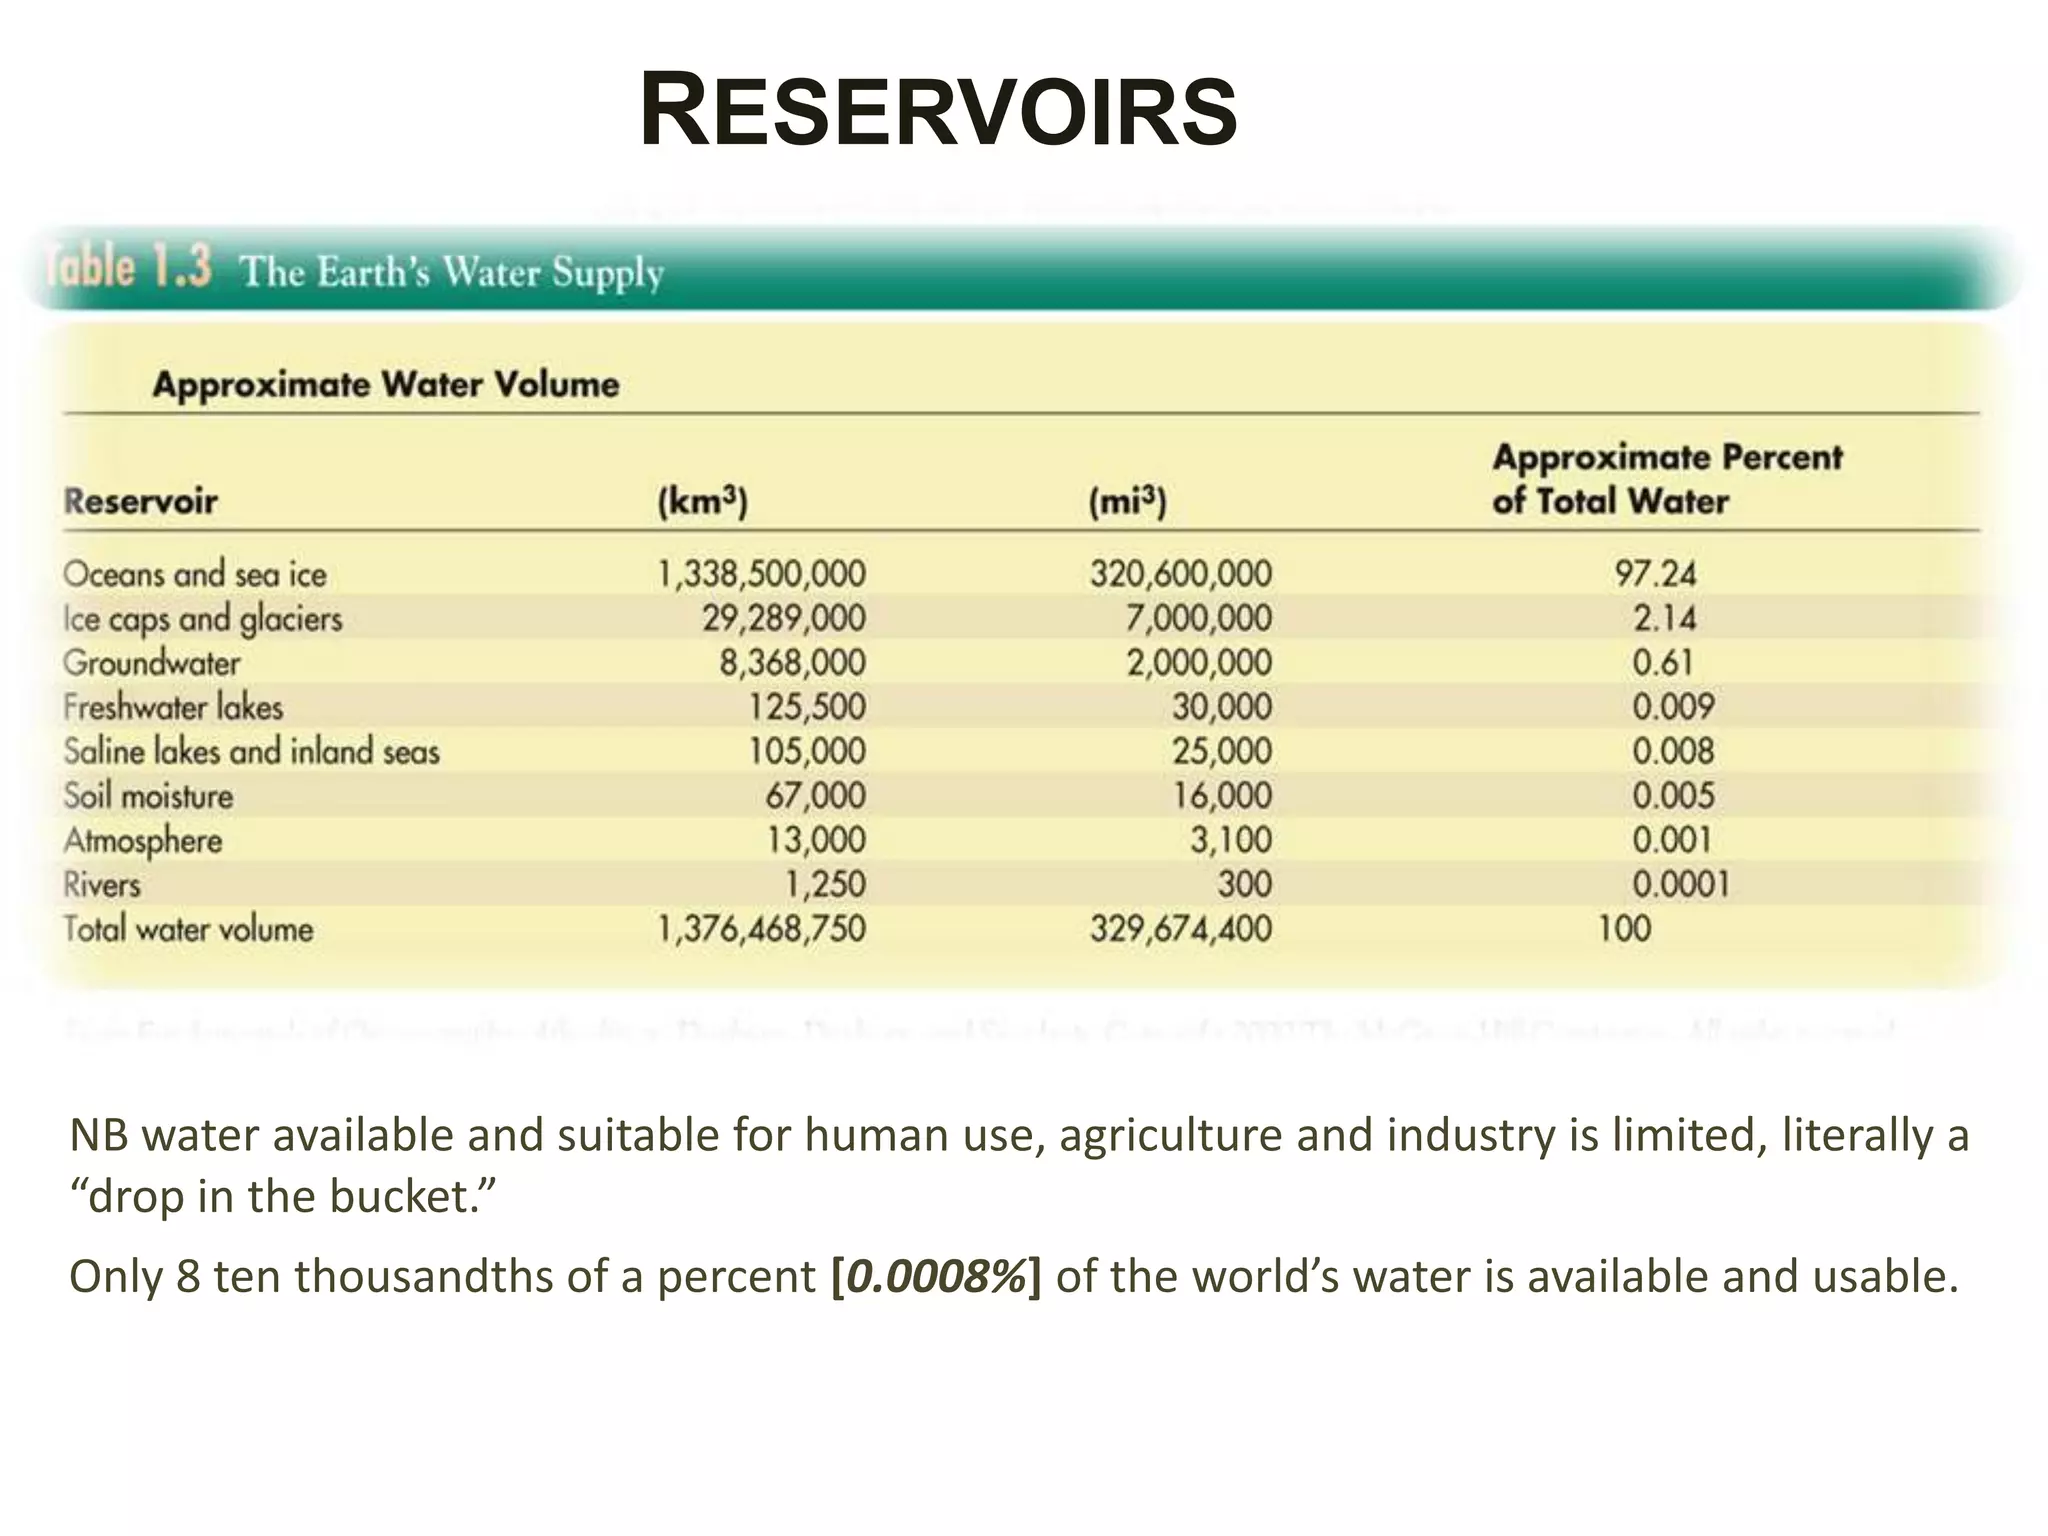 RESERVOIRS
Table 1.3 The Earth's Water Supply
Approximate Water Volume
Approximate Percent
Reservoir (km³) (mi³) of Total Water
Oceans and sea ice 1,338,500,000 320,600,000 97.24
Ice caps and glaciers 29,289,000 7,000,000 2.14
Groundwater 8,368,000 2,000,000 0.61
Freshwater lakes 125,500 30,000 0.009
Saline lakes and inland seas 105,000 25,000 0.008
Soil moisture 67,000 16,000 0.005
Atmosphere 13,000 3,100 0.001
Rivers 1,250 300 0.0001
Total water volume 1,376,468,750 329,674,400 100
NB water available and suitable for human use, agriculture and industry is limited, literally a
“drop in the bucket.”
Only 8 ten thousandths of a percent [0.0008%] of the world’s water is available and usable.